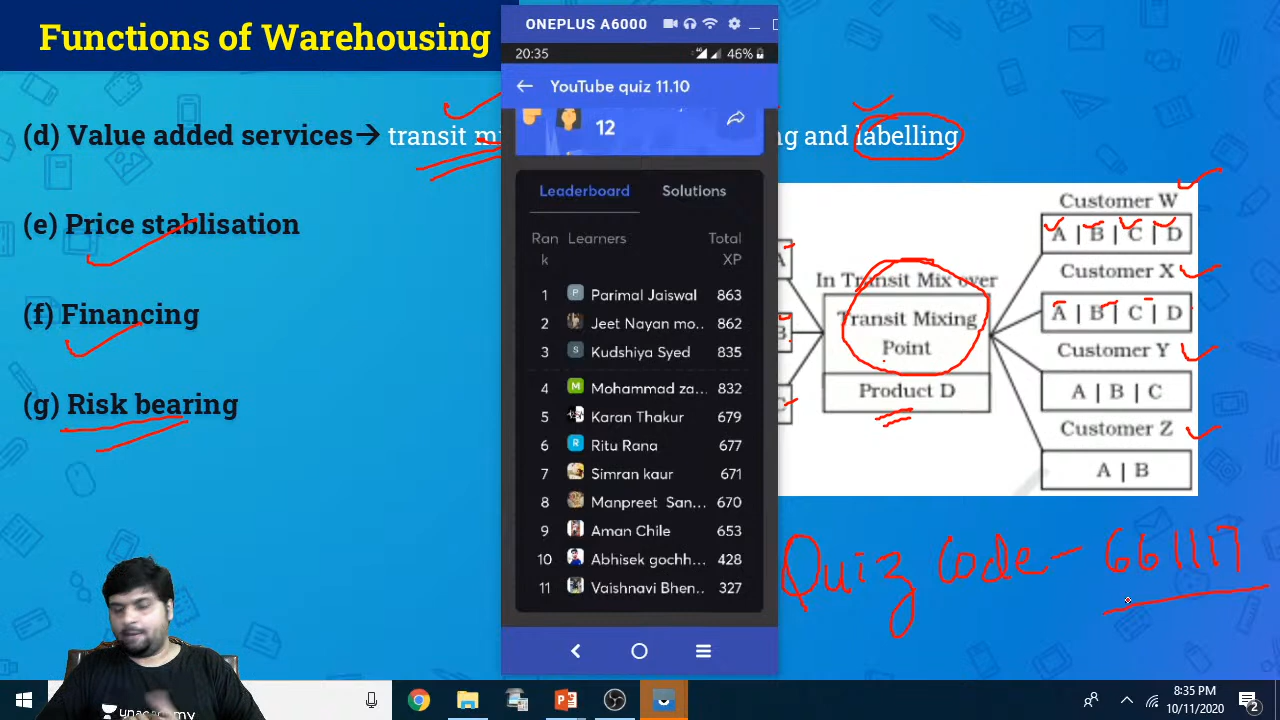 Functions of Warehousing
(d) Value added services→ transit
ng and labelling
(e) Price stablisation
(f) Financing
(g) Risk bearing
ONEPLUS A6000
20:35
46%
YouTube quiz 11.10
12
Leaderboard Solutions
Ran
k Learners Total
XP
1 P Parimal Jaiswal 863
2 Jeet Nayan mo.. 862
3 S Kudshiya Syed 835
4 M Mohammad za... 832
5 Karan Thakur 679
6 R Ritu Rana 677
7 Simran kaur 671
8 Manpreet San... 670
9 Aman Chile 653
10 Abhisek gochh... 428
11 Vaishnavi Bhen.. 327
A
B
C
In Transit Mix over
Transit Mixing
Point
Product D
Customer W
A | B | C | D
Customer X
A | B | C | D
Customer Y
A | B | C
Customer Z
A | B
Quiz code - 661117
unacademy
8:35 PM
10/11/2020
2